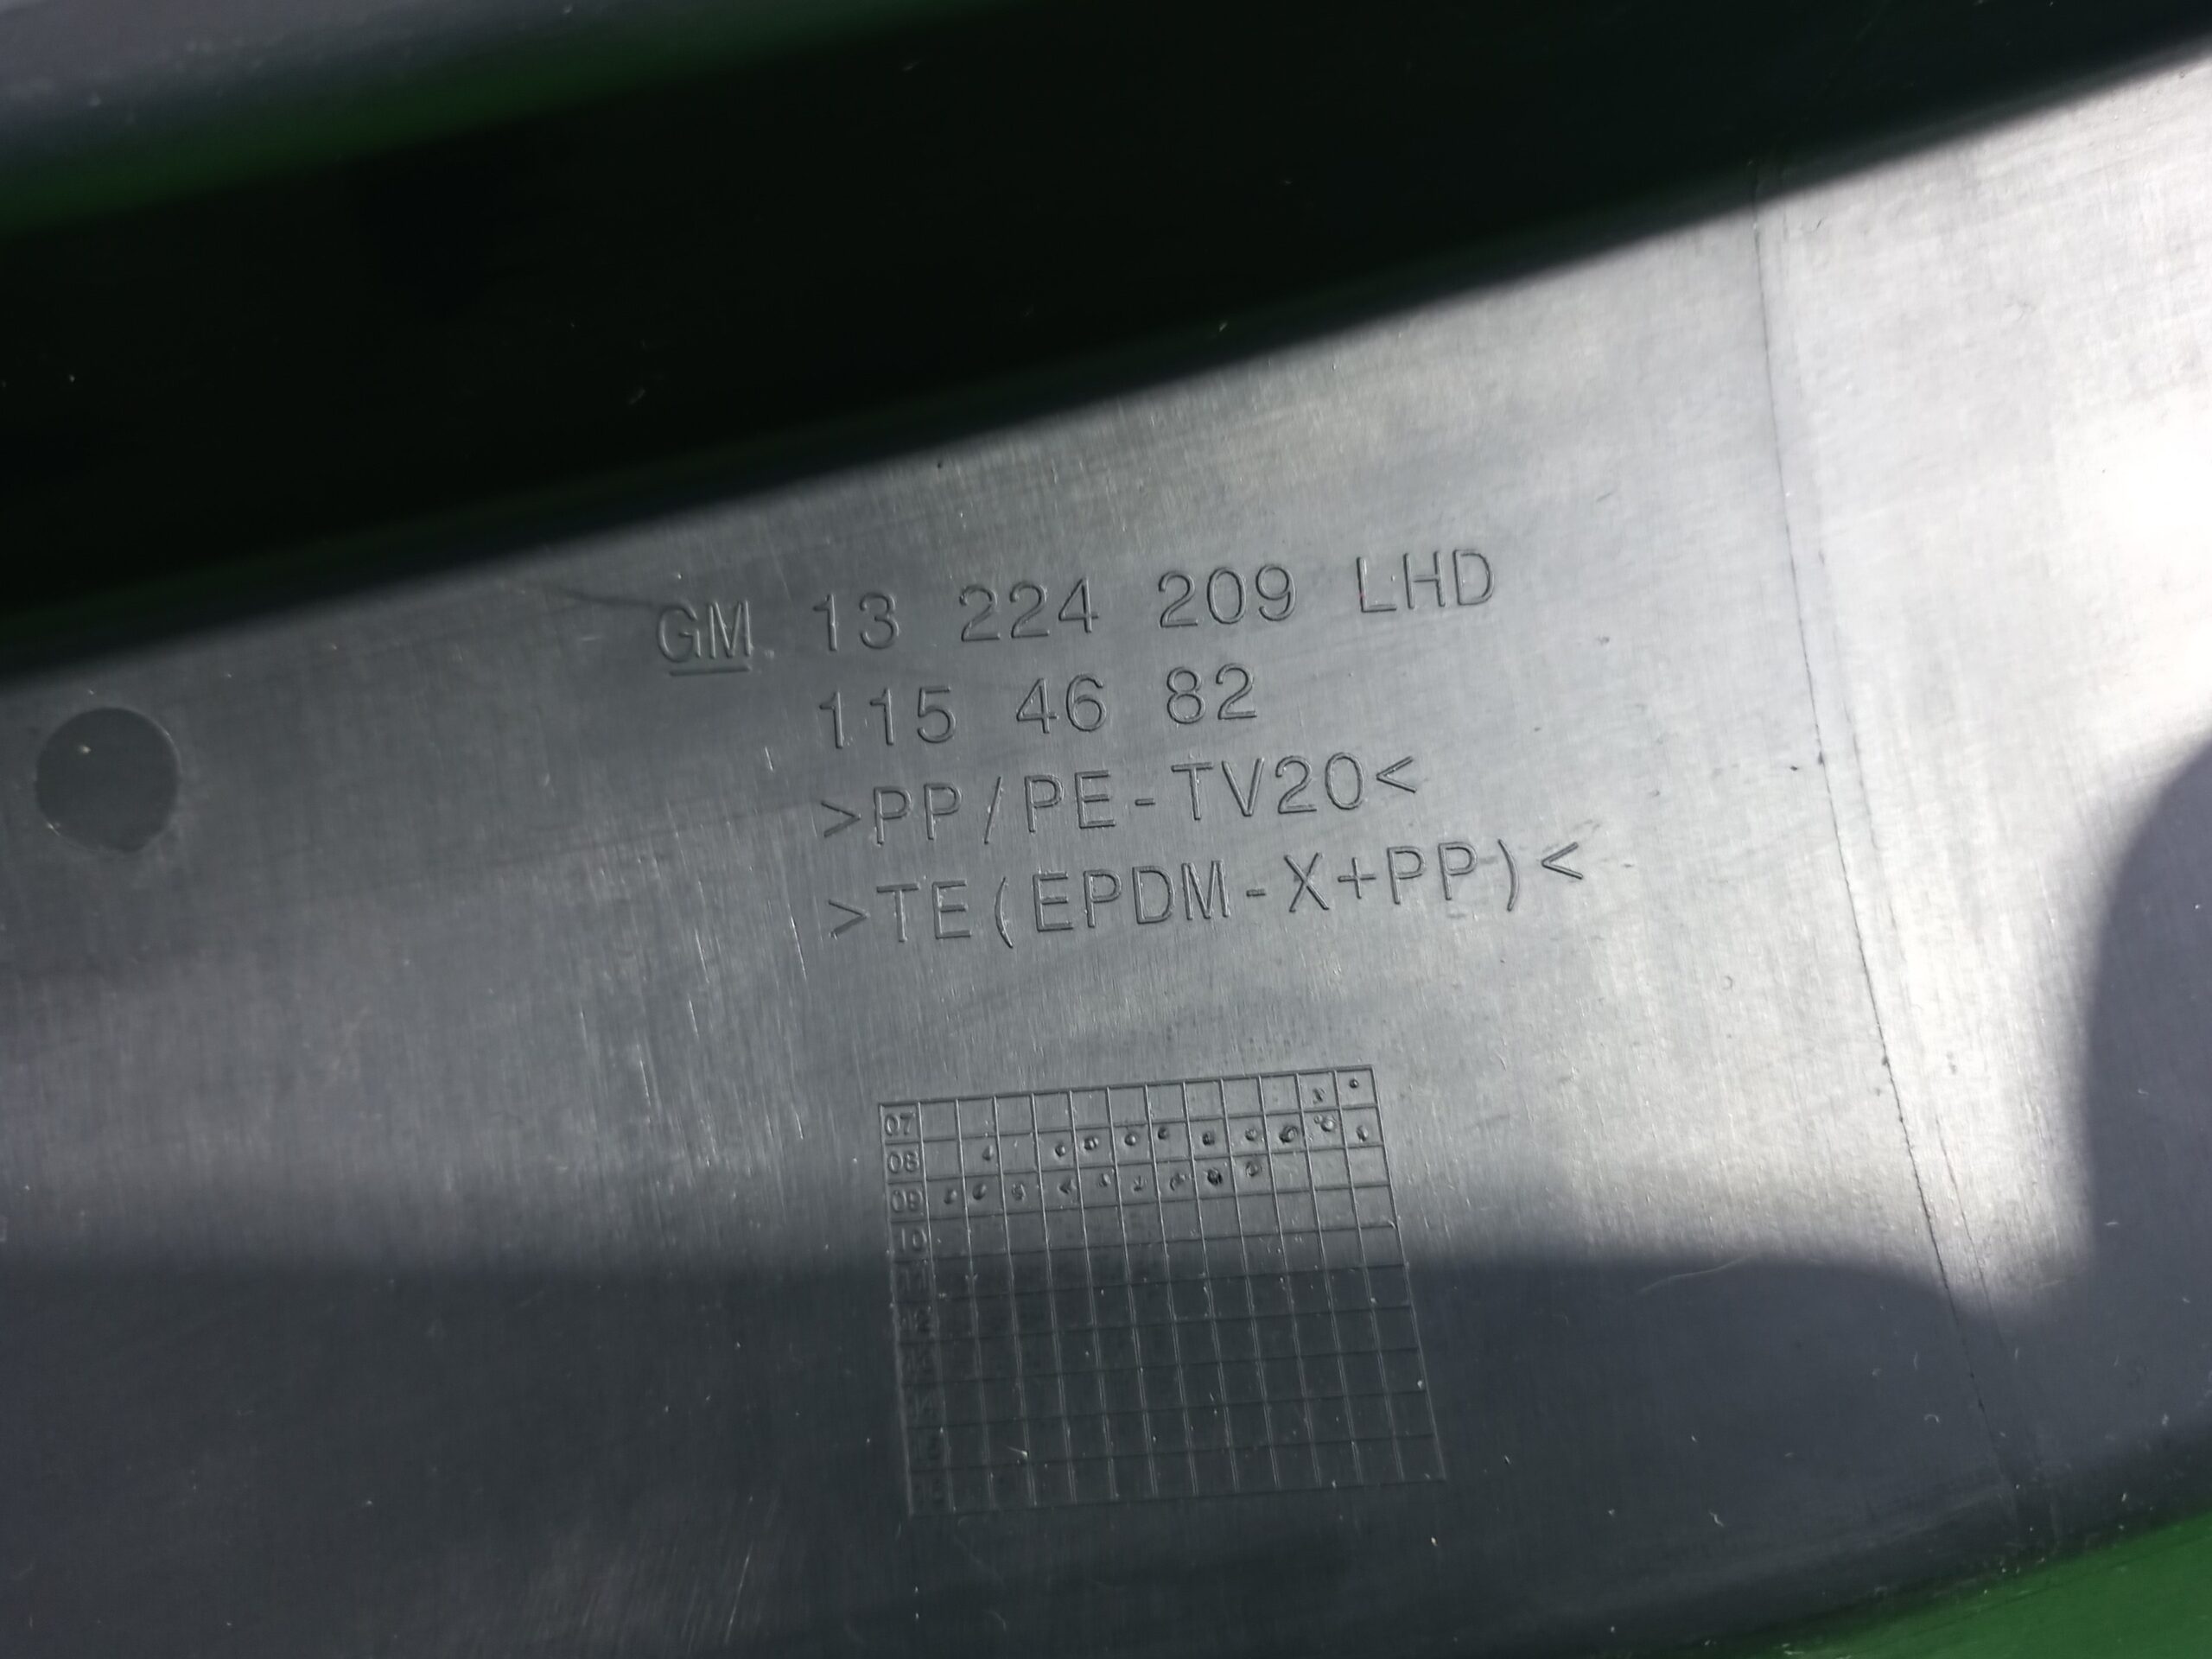 GM 13 224 209 LHD
115 46 82
>PP/PE-TV20<
>TE(EPDM-X+PP)<
07
08
09
10